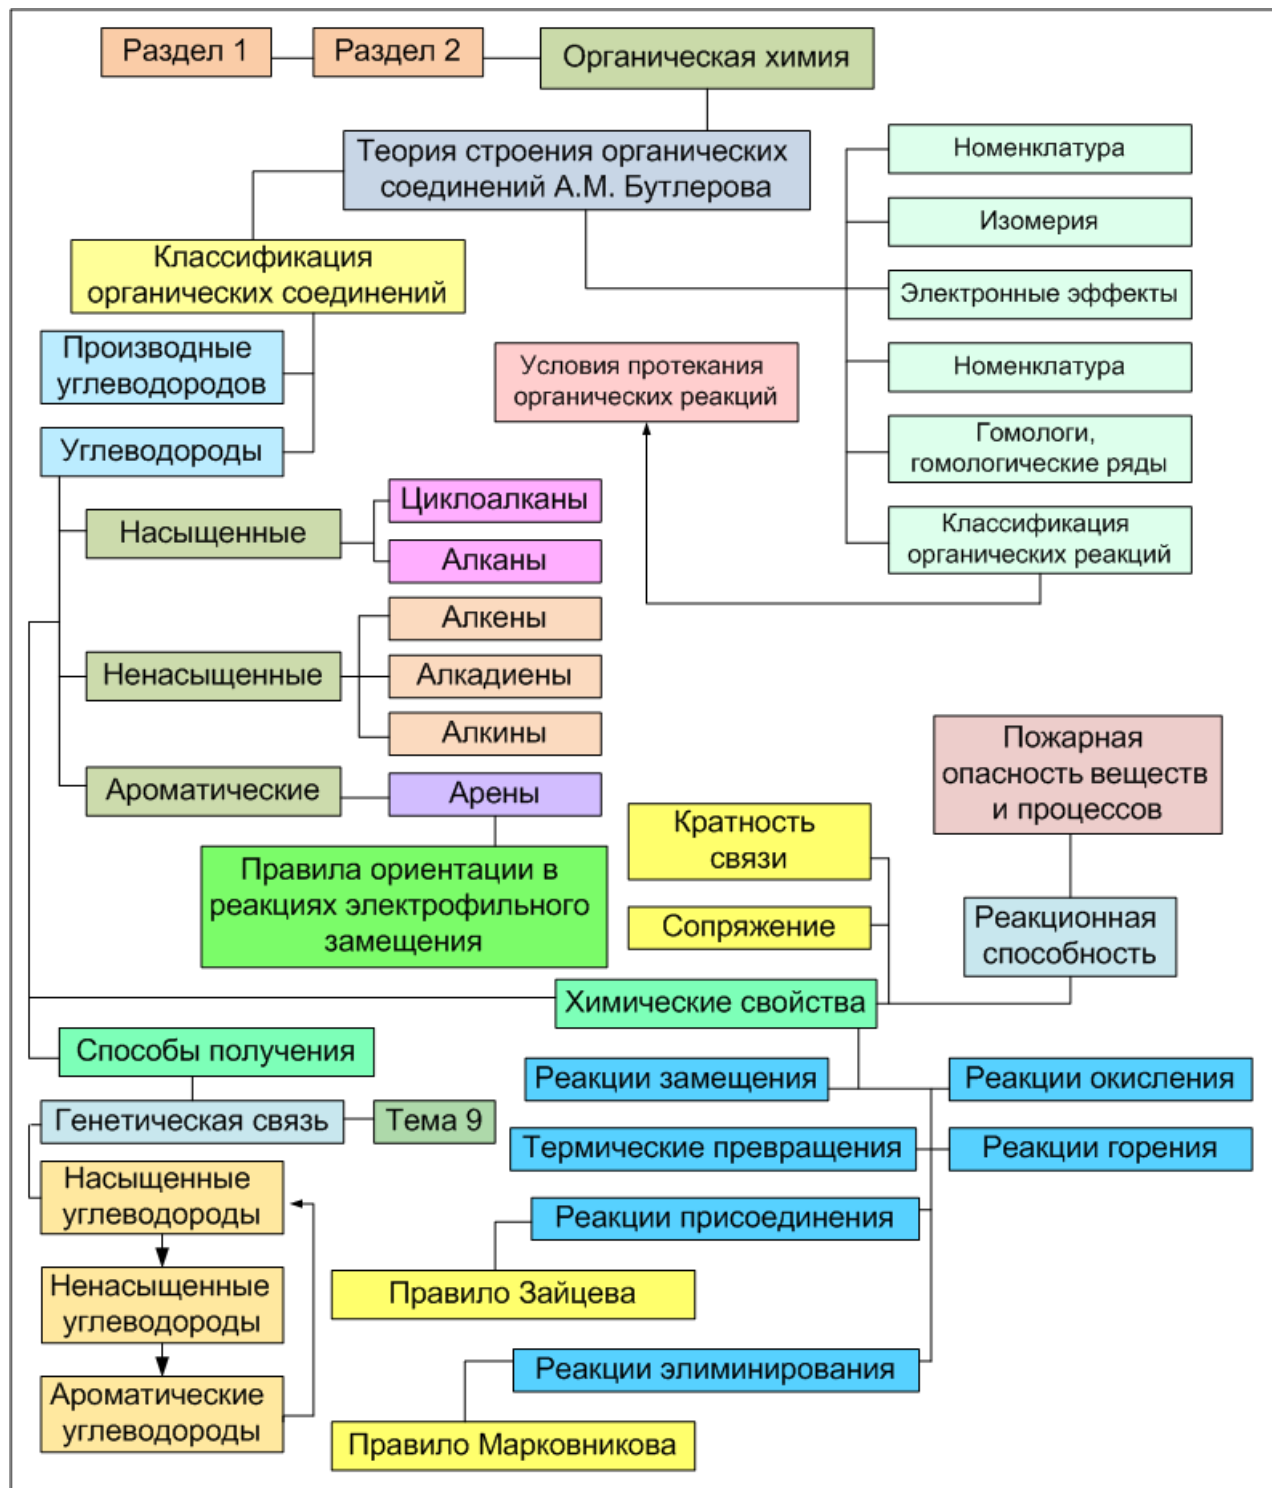 Раздел 1
Раздел 2
Органическая химия
Теория строения органических
соединений А.М. Бутлерова
Номенклатура
Изомерия
Электронные эффекты
Номенклатура
Гомологи,
гомологические ряды
Классификация
органических реакций
Условия протекания
органических реакций
Классификация
органических соединений
Производные
углеводородов
Углеводороды
Насыщенные
Циклоалканы
Алканы
Ненасыщенные
Алкены
Алкадиены
Алкины
Ароматические
Арены
Правила ориентации в
реакциях электрофильного
замещения
Пожарная
опасность веществ
и процессов
Кратность
связи
Сопряжение
Реакционная
способность
Химические свойства
Способы получения
Генетическая связь
Тема 9
Насыщенные
углеводороды
Ненасыщенные
углеводороды
Ароматические
углеводороды
Реакции замещения
Реакции окисления
Термические превращения
Реакции горения
Реакции присоединения
Правило Зайцева
Реакции элиминирования
Правило Марковникова